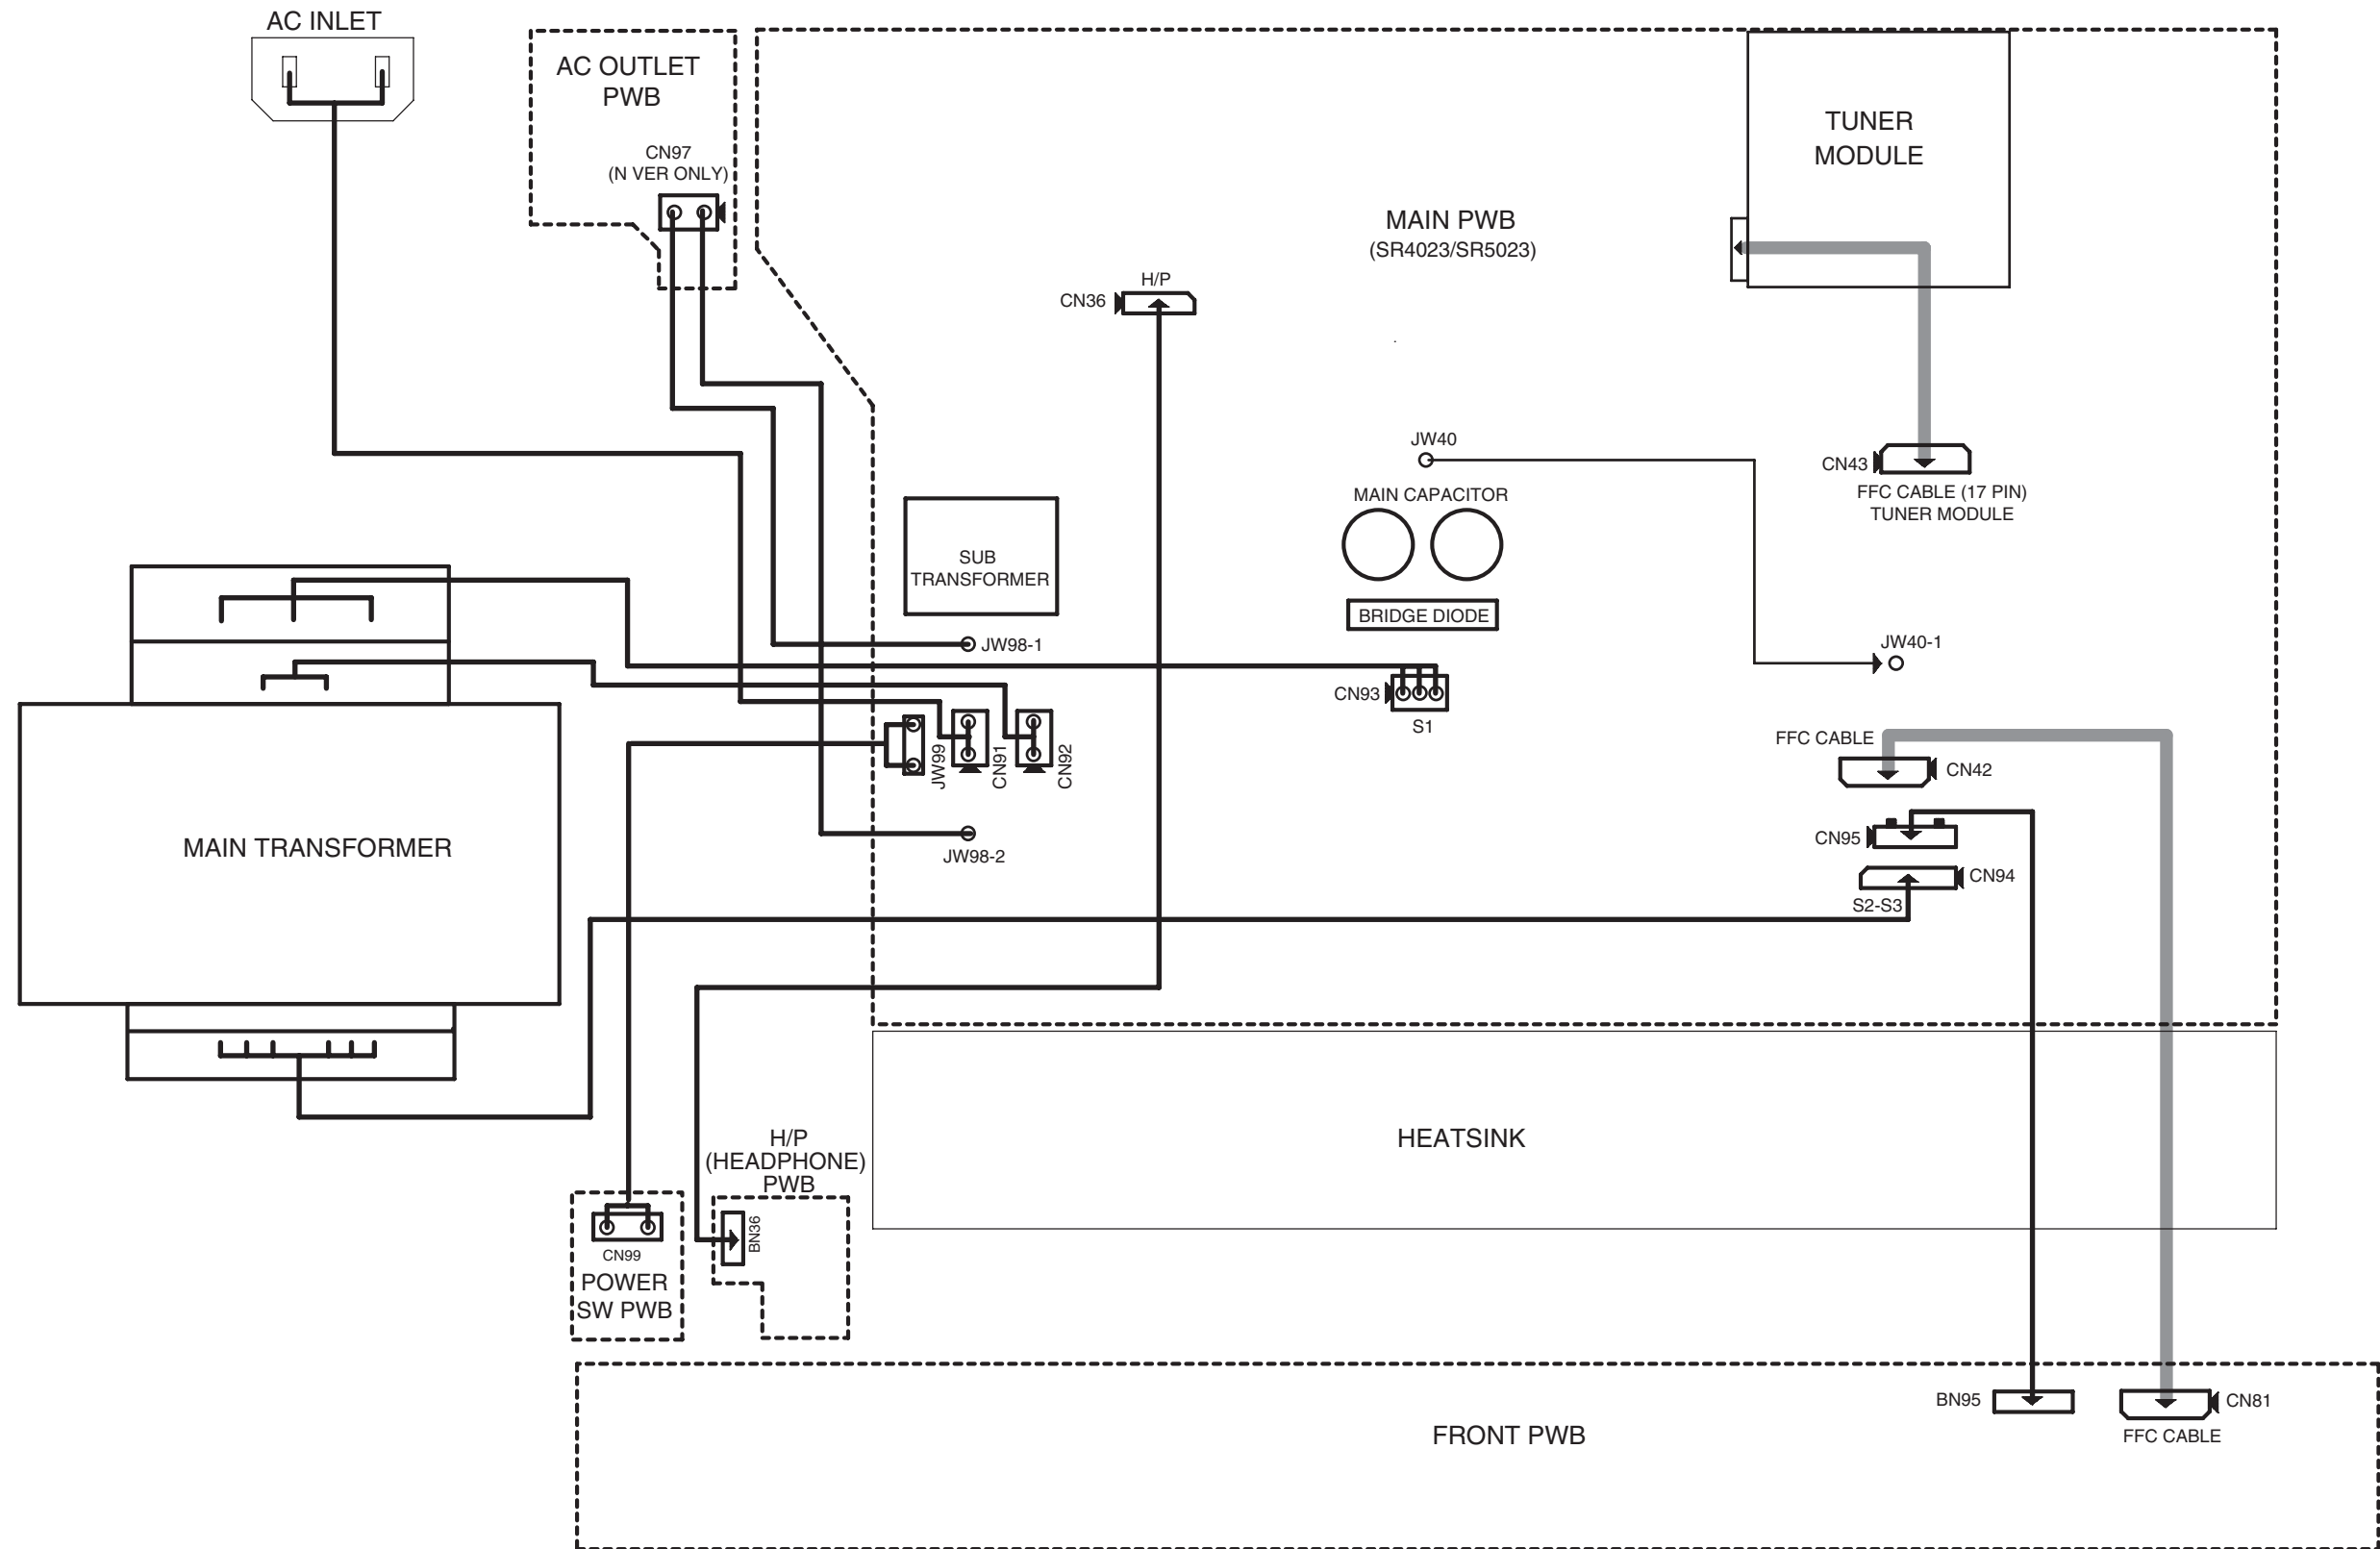 AC INLET
AC OUTLET
PWB
CN97
(N VER ONLY)
TUNER
MODULE
MAIN PWB
(SR4023/SR5023)
H/P
CN36
JW40
CN43
FFC CABLE (17 PIN)
TUNER MODULE
MAIN CAPACITOR
SUB
TRANSFORMER
BRIDGE DIODE
JW98-1
JW40-1
CN93
S1
JW99
CN91
CN92
FFC CABLE
CN42
MAIN TRANSFORMER
JW98-2
CN95
CN94
S2-S3
H/P
(HEADPHONE)
PWB
HEATSINK
BN36
CN99
POWER
SW PWB
BN95
CN81
FFC CABLE
FRONT PWB